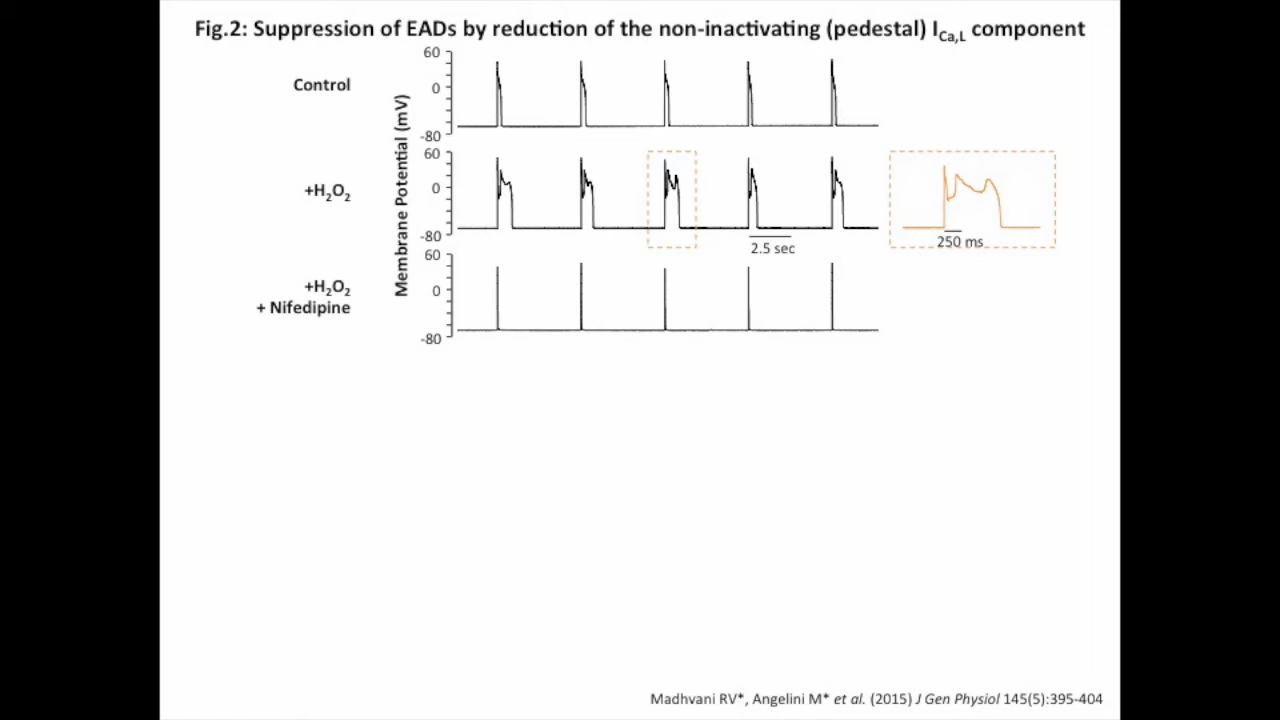 Fig.2: Suppression of EADs by reduction of the non-inactivating (pedestal) I_Ca,L component
60
Control
0
Membrane Potential (mV)
-80
60
+H₂O₂
0
-80
2.5 sec
250 ms
60
+H₂O₂
0
+ Nifedipine
-80
Madhvani RV*, Angelini M* et al. (2015) J Gen Physiol 145(5):395-404